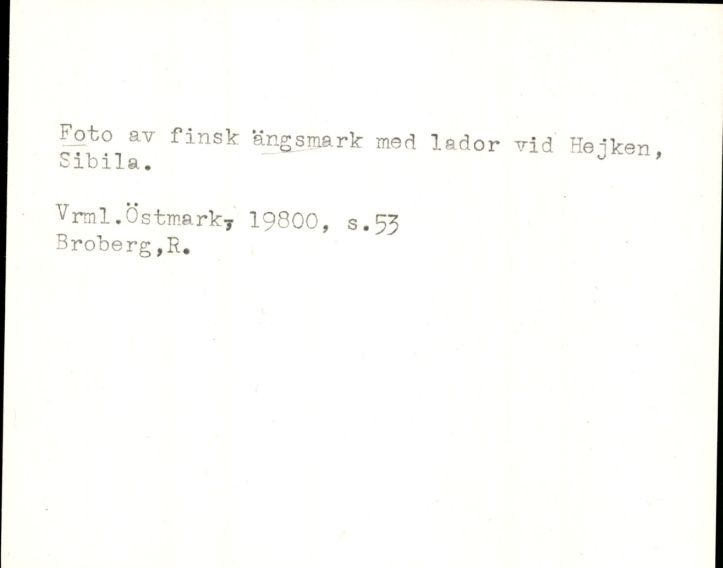 Foto av finsk ängsmark med lador vid Hejken,
Sibila.
Vrml.Östmark, 19800, s.53
Broberg,R.